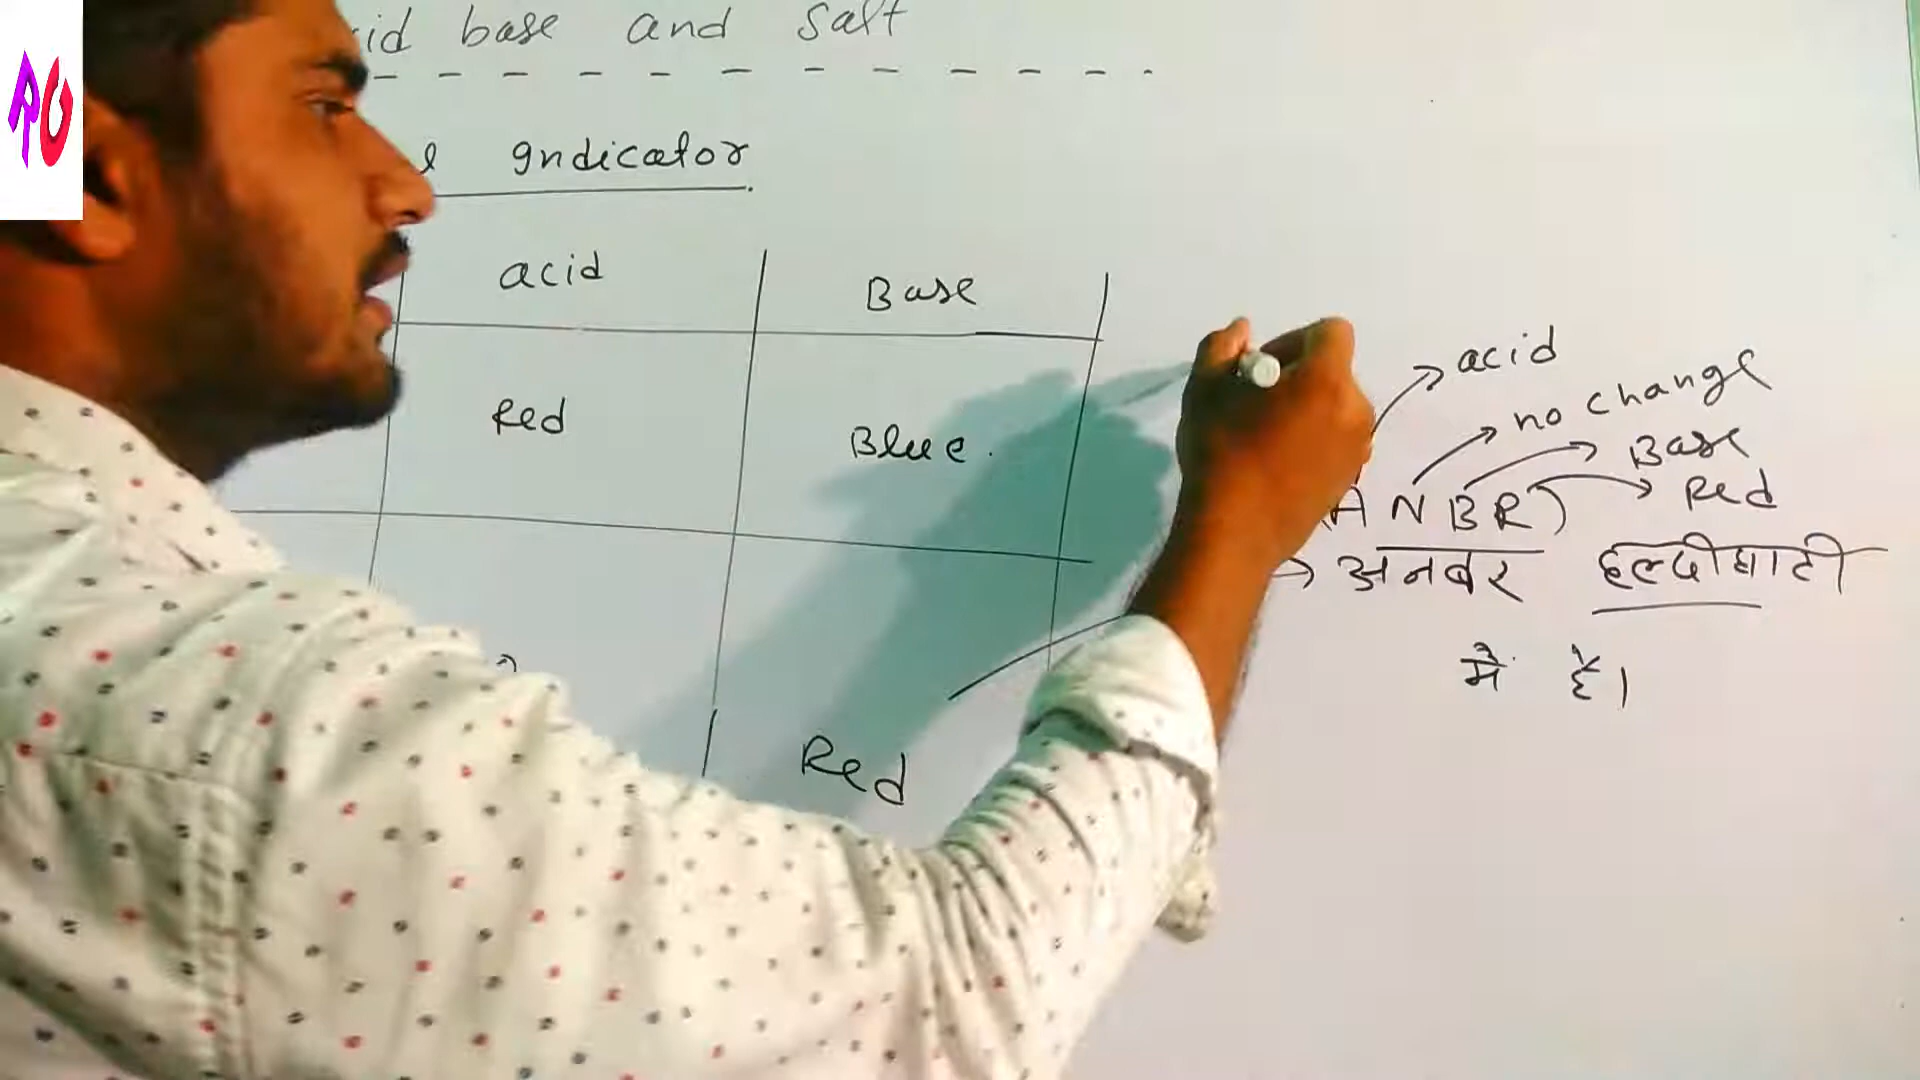 base and Salt
Indicator
acid Base
Red Blue.
Red
acid
no change
Base
Red
(ANBR)
→ अनबर हल्दीघाटी
में है।